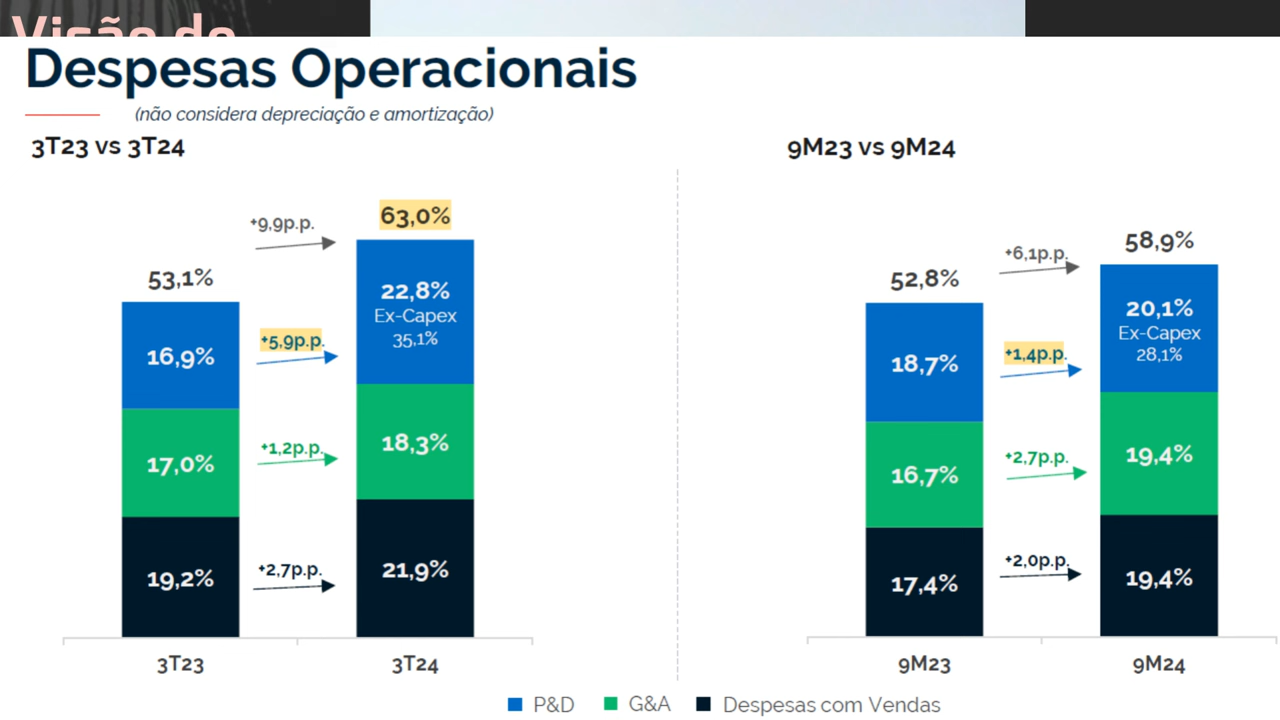 Visão do
Despesas Operacionais
(não considera depreciação e amortização)
3T23 vs 3T24
+9,9p.p.
63,0%
53,1%
22,8%
Ex-Capex
35,1%
16,9%
+5,9p.p.
17,0%
+1,2p.p.
18,3%
19,2%
+2,7p.p.
21,9%
3T23
3T24
9M23 vs 9M24
+6,1p.p.
58,9%
52,8%
20,1%
Ex-Capex
28,1%
18,7%
+1,4p.p.
16,7%
+2,7p.p.
19,4%
17,4%
+2,0p.p.
19,4%
9M23
9M24
P&D
G&A
Despesas com Vendas